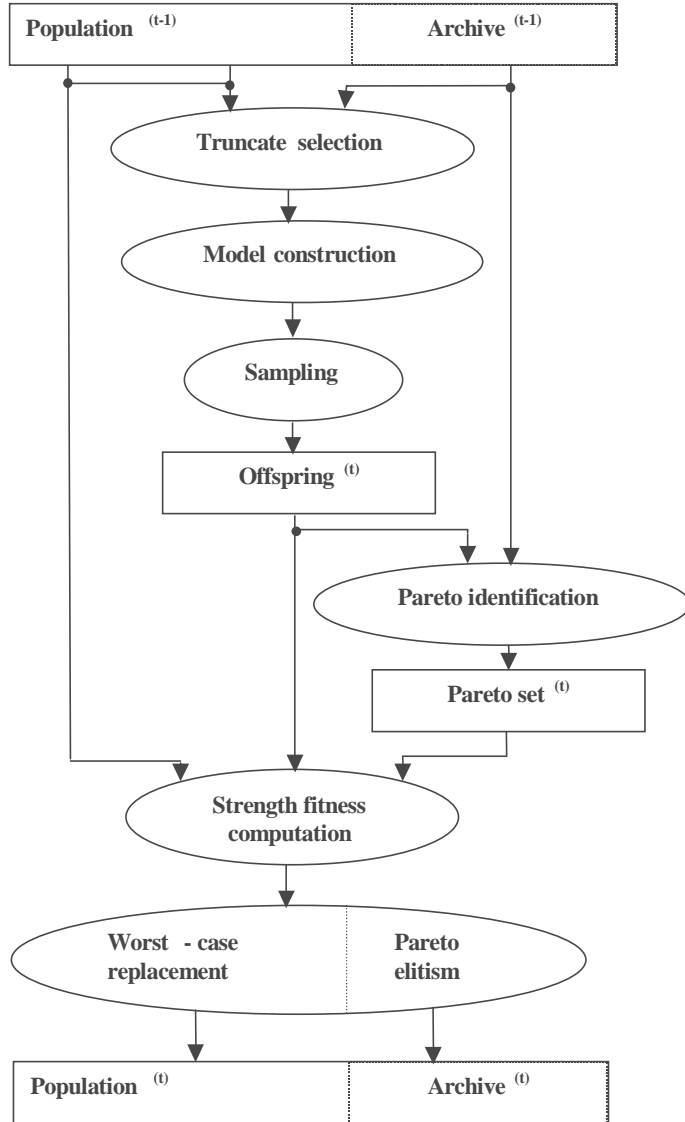 Population (t-1) Archive (t-1)
Truncate selection
Model construction
Sampling
Offspring (t)
Pareto identification
Pareto set (t)
Strength fitness
computation
Worst - case
replacement
Pareto
elitism
Population (t) Archive (t)